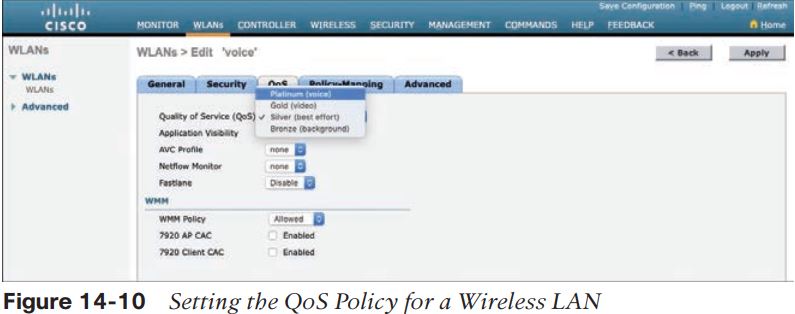 Save Configuration | Ping | Logout | Refresh
CISCO
MONITOR WLANs CONTROLLER WIRELESS SECURITY MANAGEMENT COMMANDS HELP FEEDBACK Home
WLANs
WLANs > Edit 'voice'
< Back
Apply
WLANs
WLANs
Advanced
General Security QoS Policy-Mapping Advanced
Platinum (voice)
Gold (video)
Quality of Service (QoS) ✓ Silver (best effort)
Bronze (background)
Application Visibility
AVC Profile none
Netflow Monitor none
Fastlane Disable
WMM
WMM Policy Allowed
7920 AP CAC Enabled
7920 Client CAC Enabled
Figure 14-10 Setting the QoS Policy for a Wireless LAN